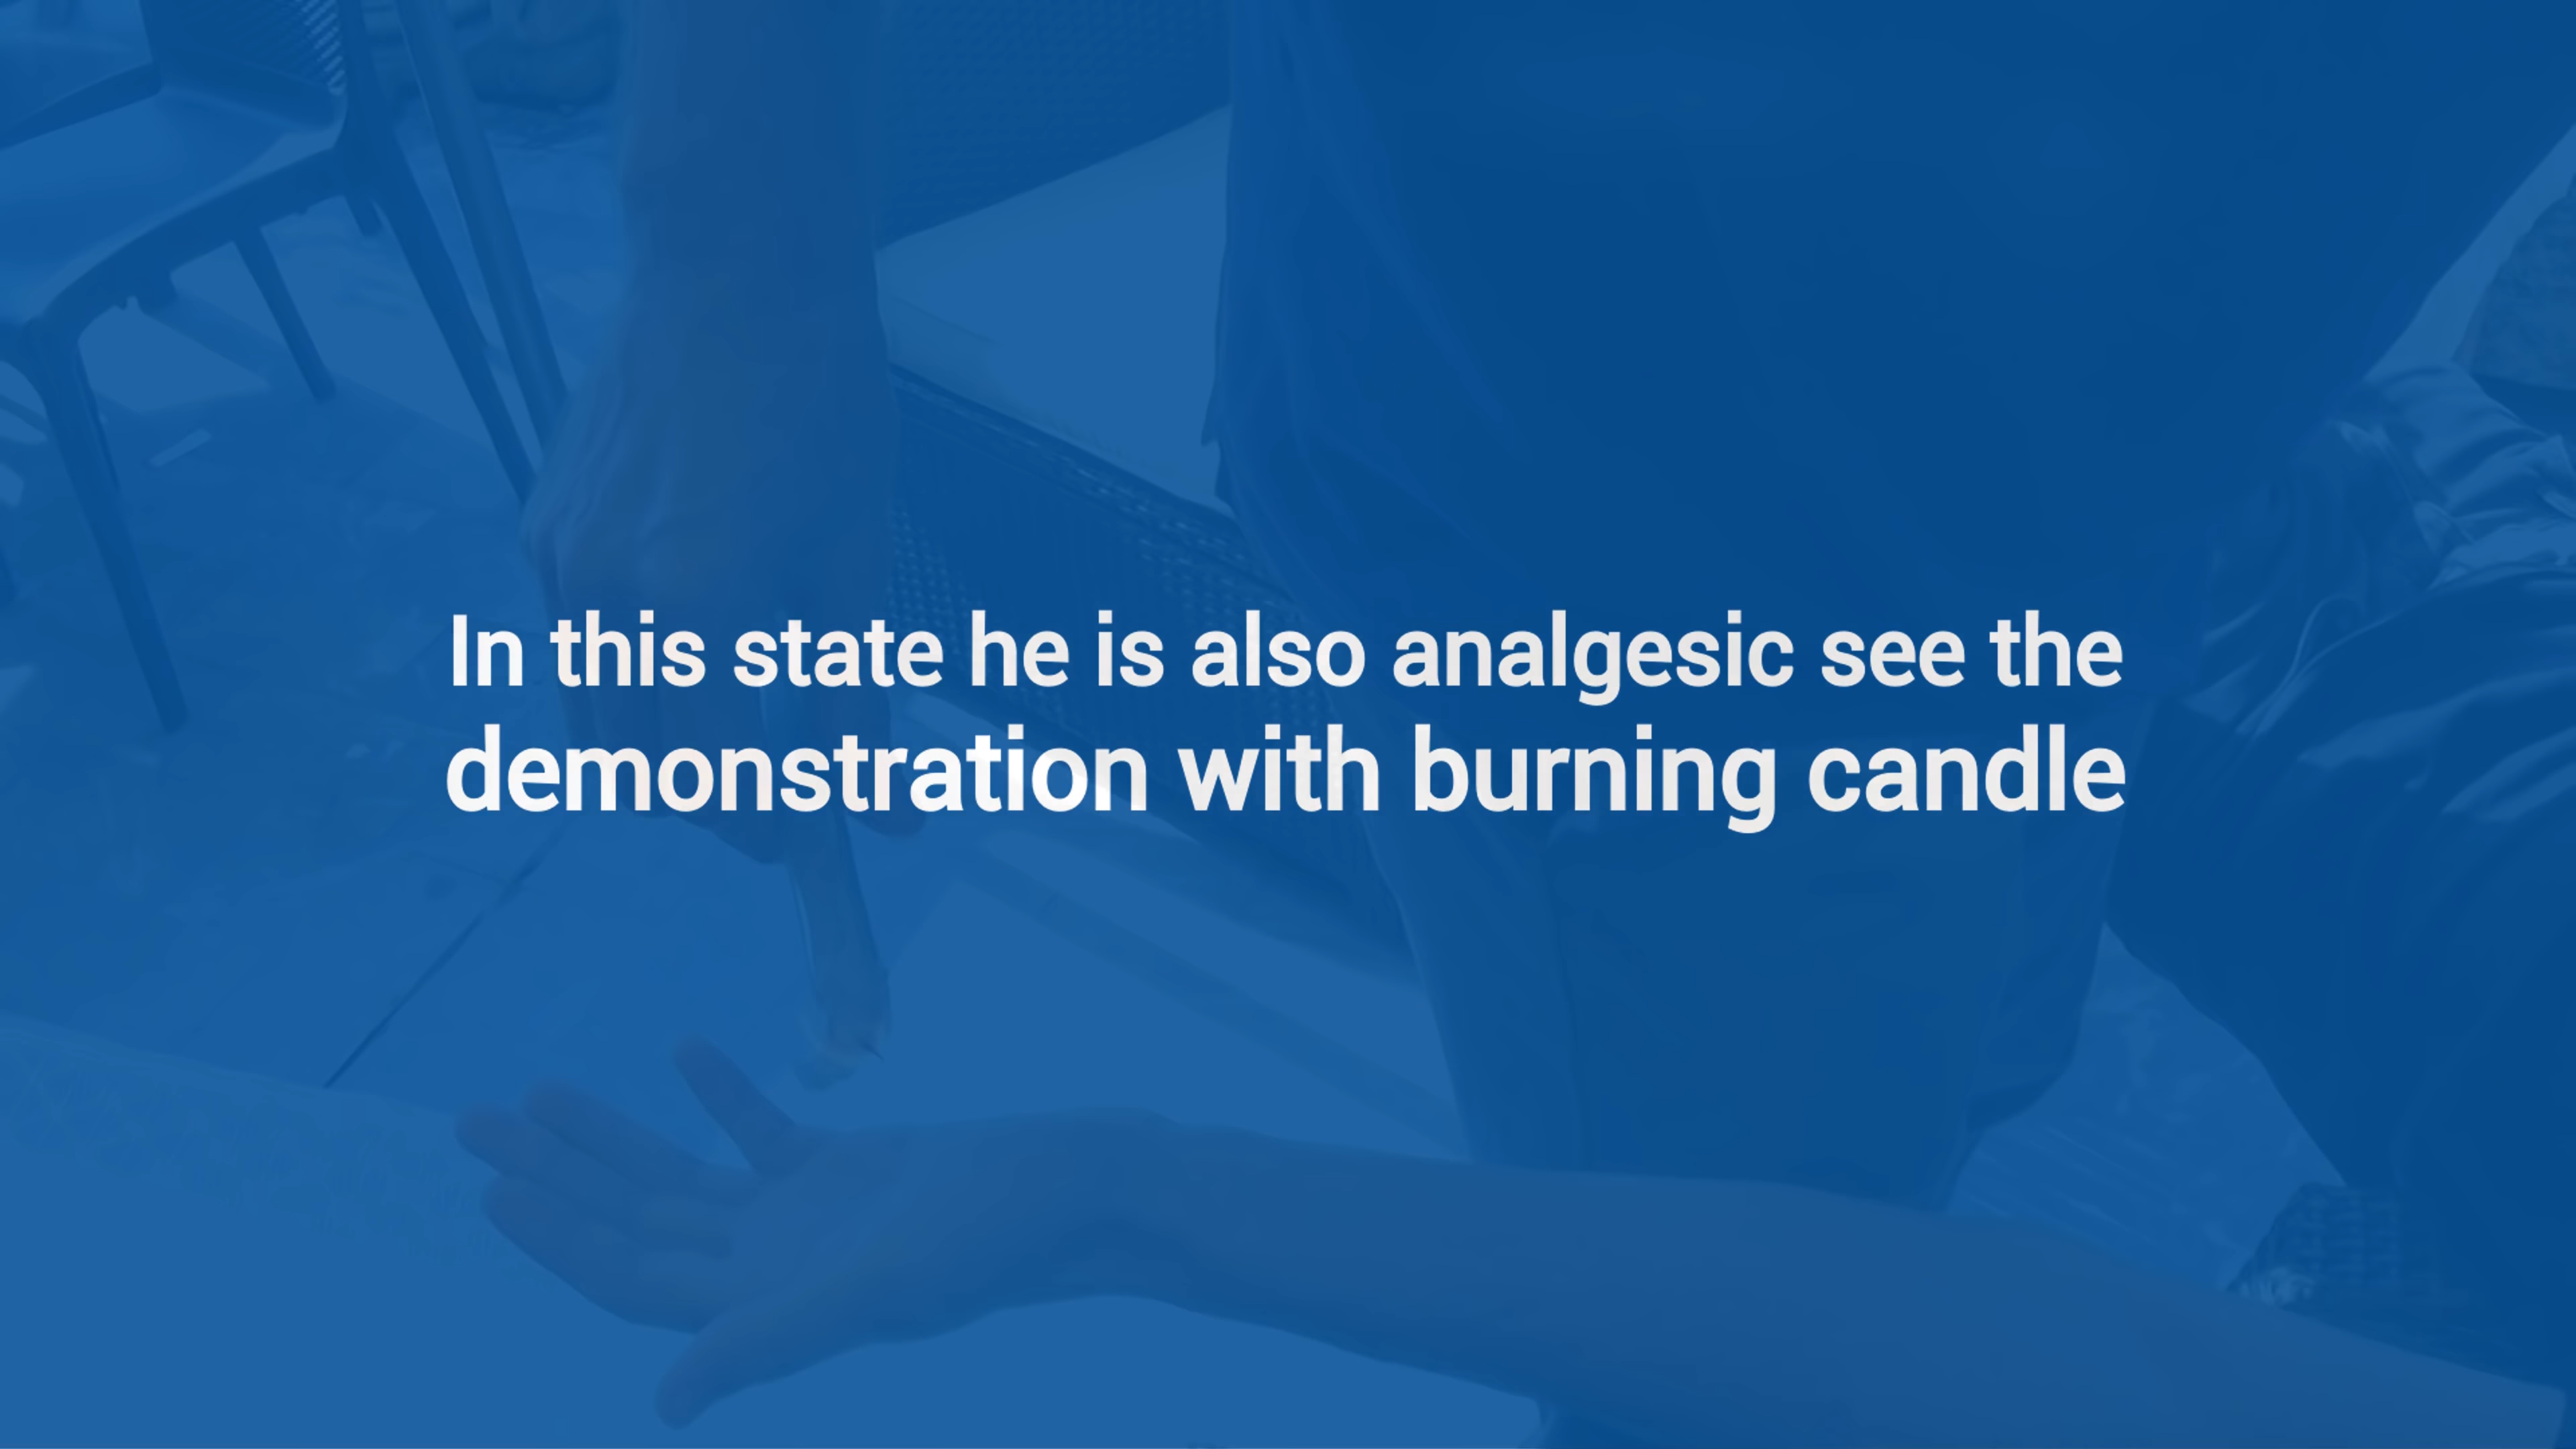 In this state he is also analgesic see the
demonstration with burning candle